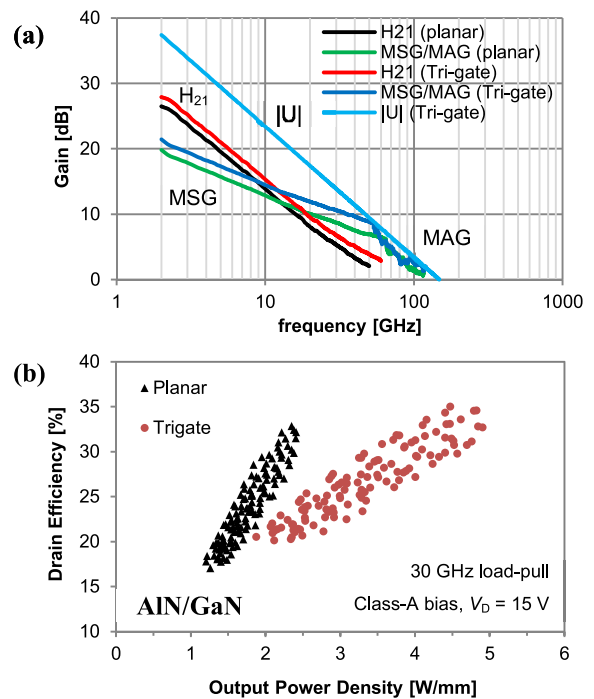 (a)
40
30
20
10
0
Gain [dB]
H21 (planar)
MSG/MAG (planar)
H21 (Tri-gate)
MSG/MAG (Tri-gate)
|U| (Tri-gate)
H21
|U|
MSG
MAG
1
10
100
1000
frequency [GHz]
(b)
40
35
30
25
20
15
10
Drain Efficiency [%]
Planar
Trigate
30 GHz load-pull
AlN/GaN
Class-A bias, VD = 15 V
0
1
2
3
4
5
6
Output Power Density [W/mm]